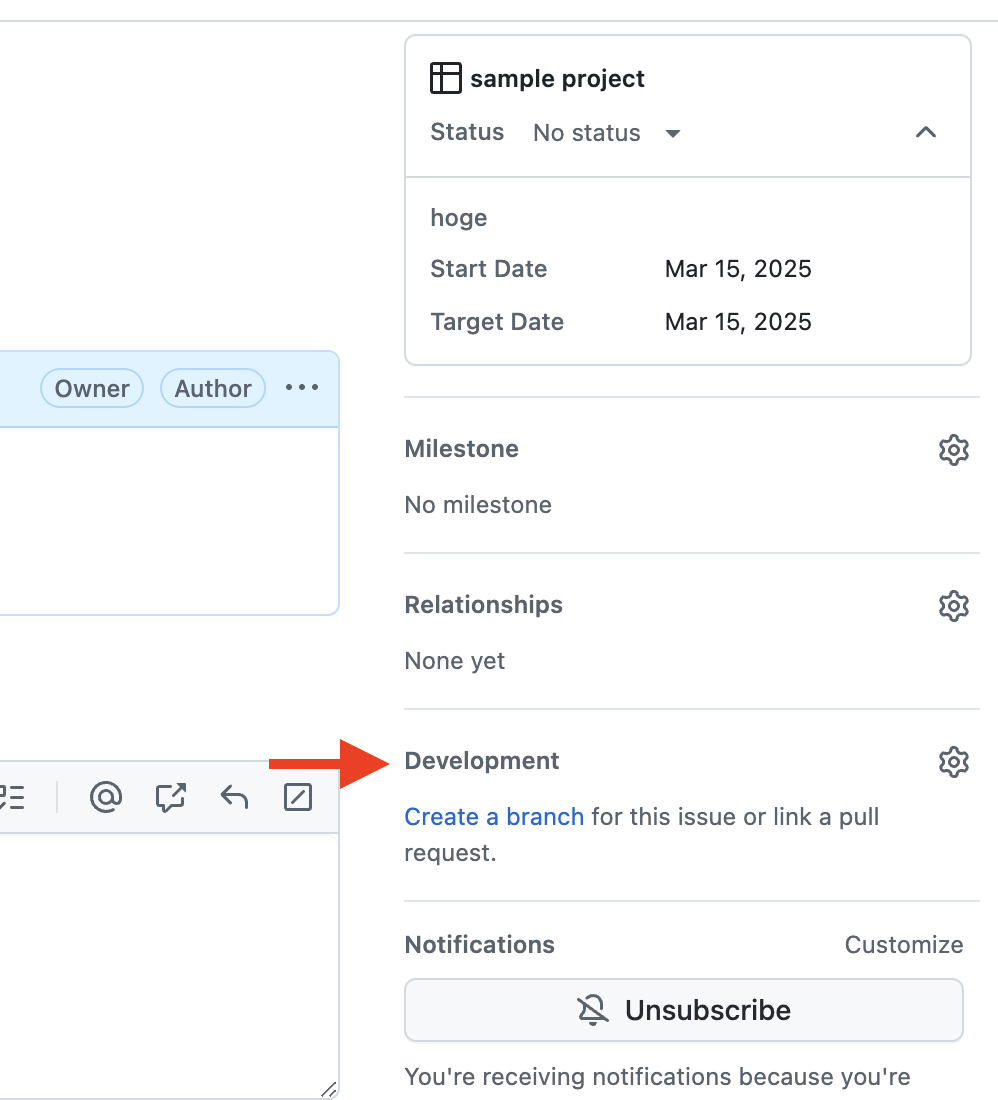 sample project
Status No status
hoge
Start Date Mar 15, 2025
Target Date Mar 15, 2025
Owner Author
Milestone
No milestone
Relationships
None yet
Development
Create a branch for this issue or link a pull
request.
Notifications Customize
Unsubscribe
You're receiving notifications because you're